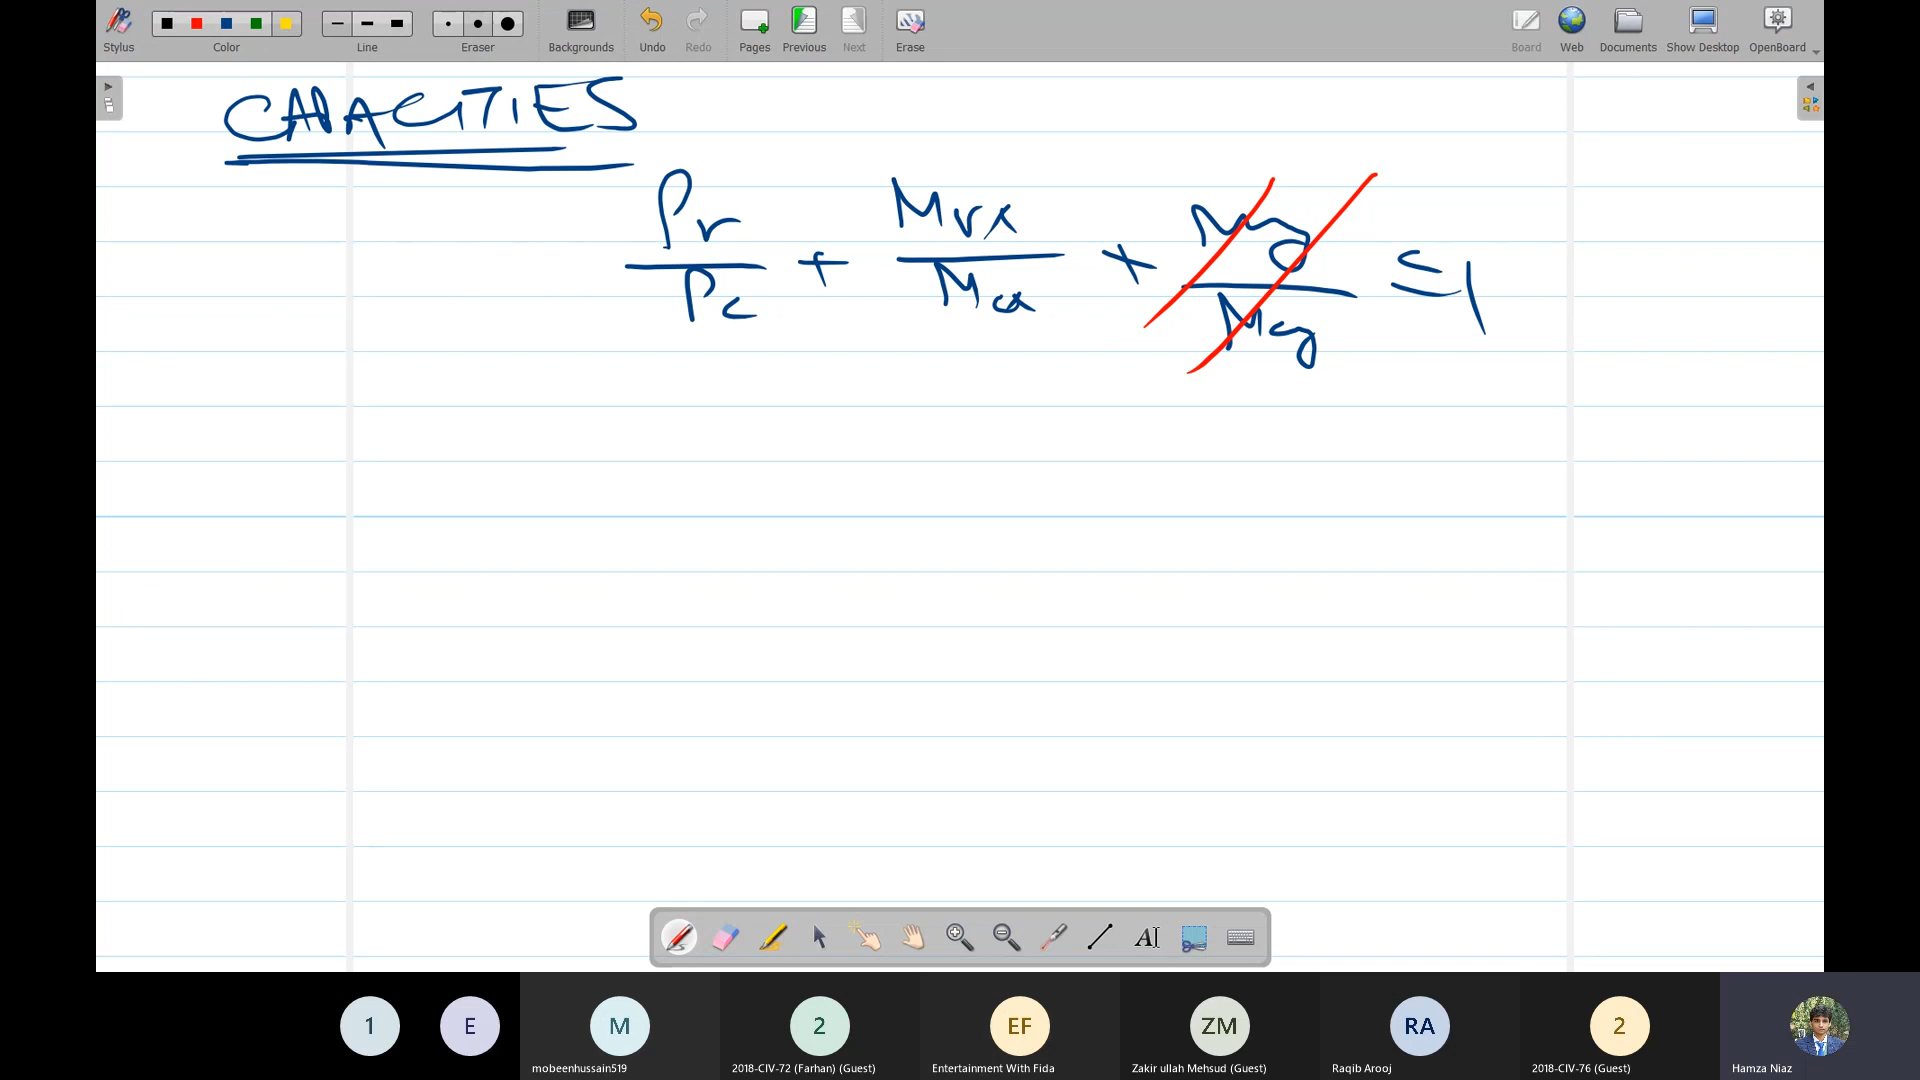 Stylus Color Line Eraser Backgrounds Undo Redo Pages Previous Next Erase Board Web Documents Show Desktop OpenBoard
CAPACITIES
Pr Mrx
+ + = 1
Pc Mcx Mcy
1 E M 2 EF ZM RA 2
mobeenhussain519 2018-CIV-72 (Farhan) (Guest) Entertainment With Fida Zakir ullah Mehsud (Guest) Raqib Arooj 2018-CIV-76 (Guest) Hamza Niaz